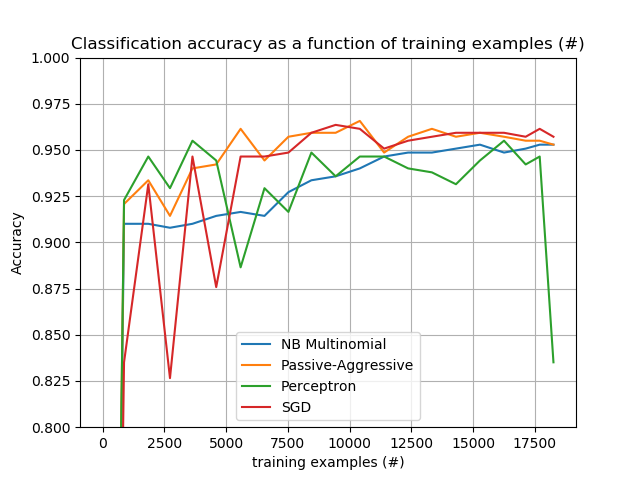 Classification accuracy as a function of training examples (#)
1.000
0.975
0.950
0.925
0.900
0.875
0.850
0.825
0.800
Accuracy
NB Multinomial
Passive-Aggressive
Perceptron
SGD
0 2500 5000 7500 10000 12500 15000 17500
training examples (#)